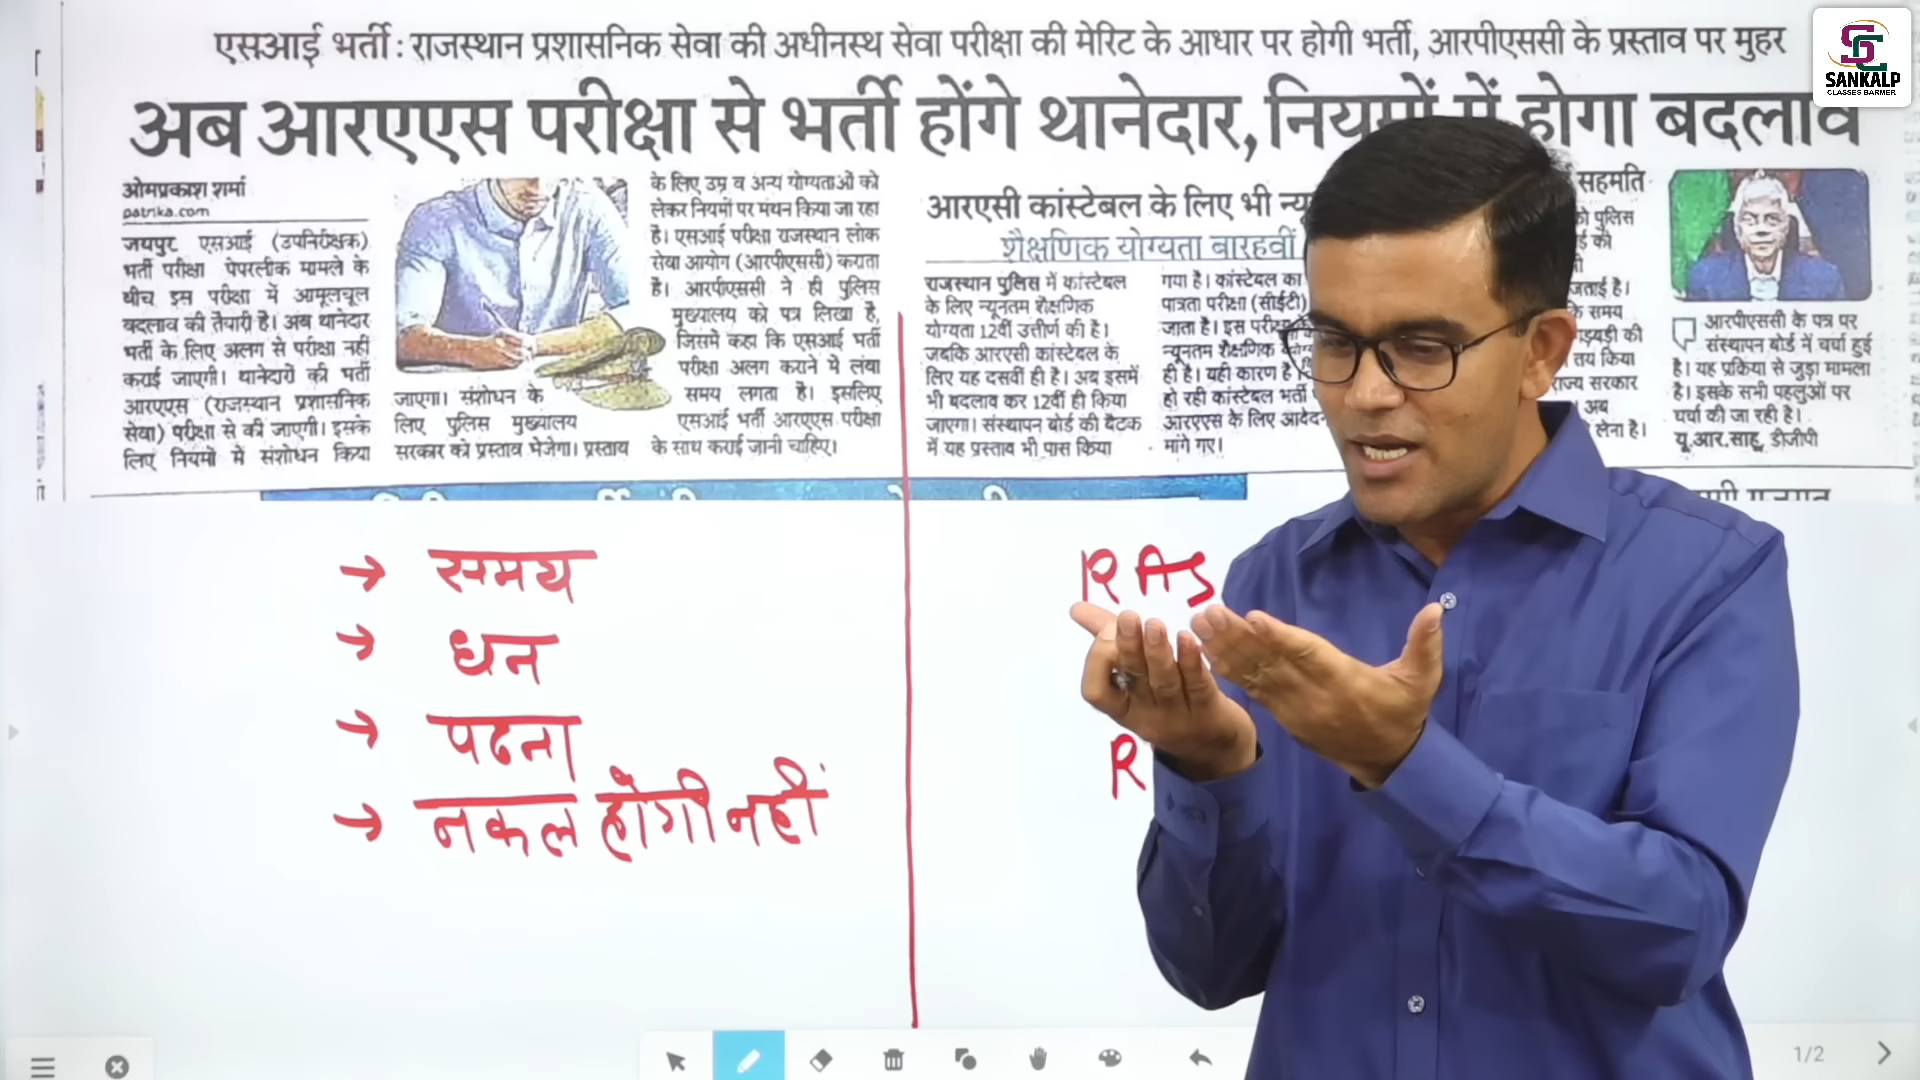 एसआई भर्ती : राजस्थान प्रशासनिक सेवा की अधीनस्थ सेवा परीक्षा की मेरिट के आधार पर होगी भर्ती, आरपीएससी के प्रस्ताव पर मुहर
SANKALP
CLASSES BARMER
अब आरएएस परीक्षा से भर्ती होंगे थानेदार, नियमों में होगा बदलाव
ओमप्रकाश शर्मा
patrika.com
जयपुर एसआई (उपनिरीक्षक)
भर्ती परीक्षा पेपरलीक मामले के
बीच इस परीक्षा में आमूलचूल
बदलाव की तैयारी है। अब थानेदार
भर्ती के लिए अलग से परीक्षा नहीं
कराई जाएगी। थानेदारों की भर्ती
आरएएस (राजस्थान प्रशासनिक
सेवा) परीक्षा से की जाएगी। इसके
लिए नियमों में संशोधन किया
जाएगा। संशोधन के
लिए पुलिस मुख्यालय
सरकार को प्रस्ताव भेजेगा। प्रस्ताव
के लिए उम्र व अन्य योग्यताओं को
लेकर नियमों पर मंथन किया जा रहा
है। एसआई परीक्षा राजस्थान लोक
सेवा आयोग (आरपीएससी) कराता
है। आरपीएससी ने ही पुलिस
मुख्यालय को पत्र लिखा है,
जिसमें कहा कि एसआई भर्ती
परीक्षा अलग कराने में लंबा
समय लगता है। इसलिए
एसआई भर्ती आरएएस परीक्षा
के साथ कराई जानी चाहिए।
आरएसी कांस्टेबल के लिए भी
शैक्षणिक योग्यता बारहवीं
राजस्थान पुलिस में कांस्टेबल
के लिए न्यूनतम शैक्षणिक
योग्यता 12वीं उत्तीर्ण की है।
जबकि आरएसी कांस्टेबल के
लिए यह दसवीं ही है। अब इसमें
भी बदलाव कर 12वीं ही किया
जाएगा। संस्थापन बोर्ड की बैठक
में यह प्रस्ताव भी पास किया
गया है। कांस्टेबल का
पात्रता परीक्षा (सीईटी)
जाता है। इस
न्यूनतम शैक्षणिक
ही है। यही कारण है
हो रही कांस्टेबल भर्ती
आरएएस के लिए आवेदन
मांगे गए।
सहमति
पुलिस
की
जताई है।
समय
की
तय किया
राज्य सरकार
अब
लेना है।
आरपीएससी के पत्र पर
संस्थापन बोर्ड में चर्चा हुई
है। यह प्रक्रिया से जुड़ा मामला
है। इसके सभी पहलुओं पर
चर्चा की जा रही है।
यू.आर.साहू, डीजीपी
→ समय
→ धन
→ पढना
→ नकल होगी नहीं
RAS
R
1/2